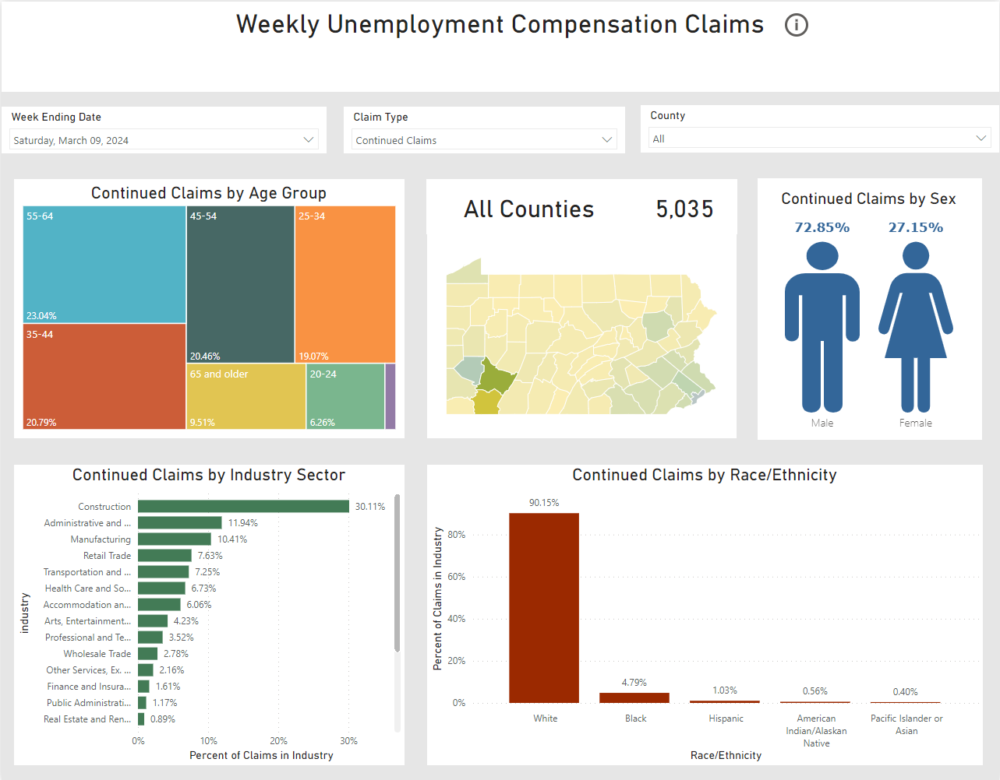 Weekly Unemployment Compensation Claims
Week Ending Date
Saturday, March 09, 2024
Claim Type
Continued Claims
County
All
Continued Claims by Age Group
55-64
23.04%
45-54
20.46%
25-34
19.07%
35-44
20.79%
65 and older
9.51%
20-24
6.26%
All Counties 5,035
Continued Claims by Sex
72.85% 27.15%
Male Female
Continued Claims by Industry Sector
industry
Construction 30.11%
Administrative and ... 11.94%
Manufacturing 10.41%
Retail Trade 7.63%
Transportation and ... 7.25%
Health Care and So... 6.73%
Accommodation an... 6.06%
Arts, Entertainment... 4.23%
Professional and Te... 3.52%
Wholesale Trade 2.78%
Other Services, Ex. ... 2.16%
Finance and Insura... 1.61%
Public Administrati... 1.17%
Real Estate and Ren... 0.89%
0% 10% 20% 30%
Percent of Claims in Industry
Continued Claims by Race/Ethnicity
Percent of Claims in Industry
80%
60%
40%
20%
0%
90.15%
4.79%
1.03%
0.56%
0.40%
White
Black
Hispanic
American
Indian/Alaskan
Native
Pacific Islander or
Asian
Race/Ethnicity